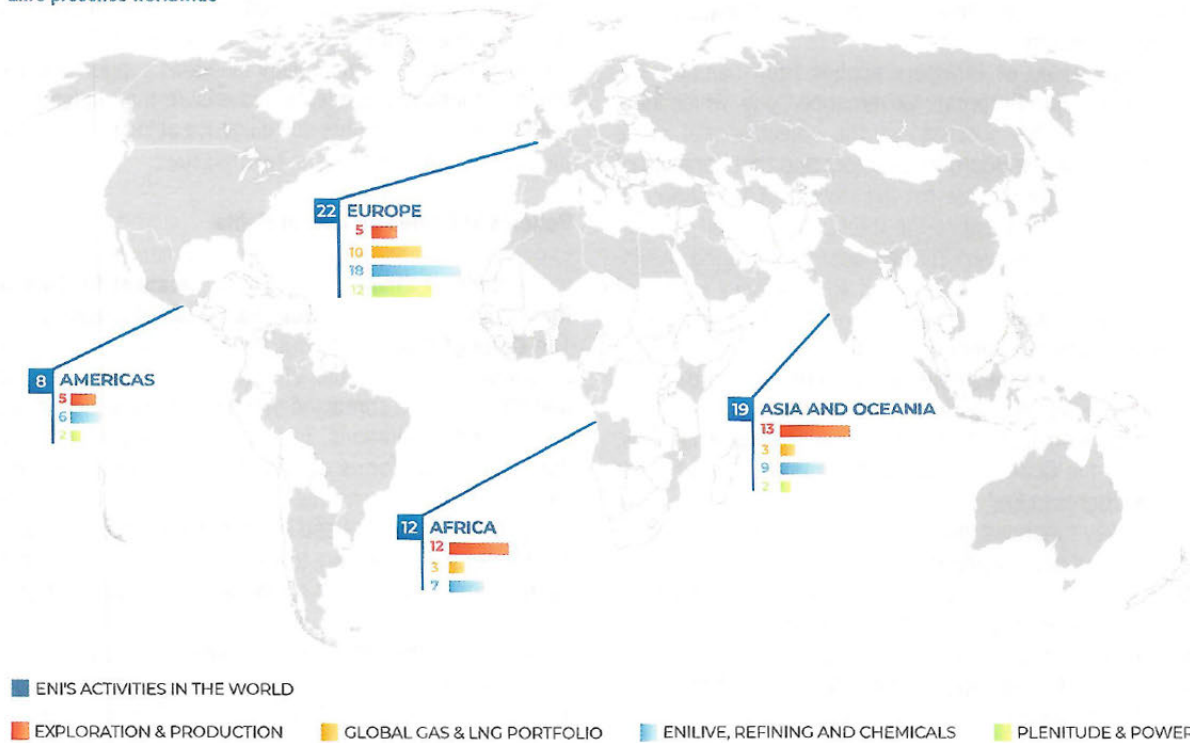 22 EUROPE
5
10
18
12
8 AMERICAS
5
6
2
19 ASIA AND OCEANIA
13
3
9
2
12 AFRICA
12
3
7
ENI'S ACTIVITIES IN THE WORLD
EXPLORATION & PRODUCTION
GLOBAL GAS & LNG PORTFOLIO
ENILIVE, REFINING AND CHEMICALS
PLENITUDE & POWER